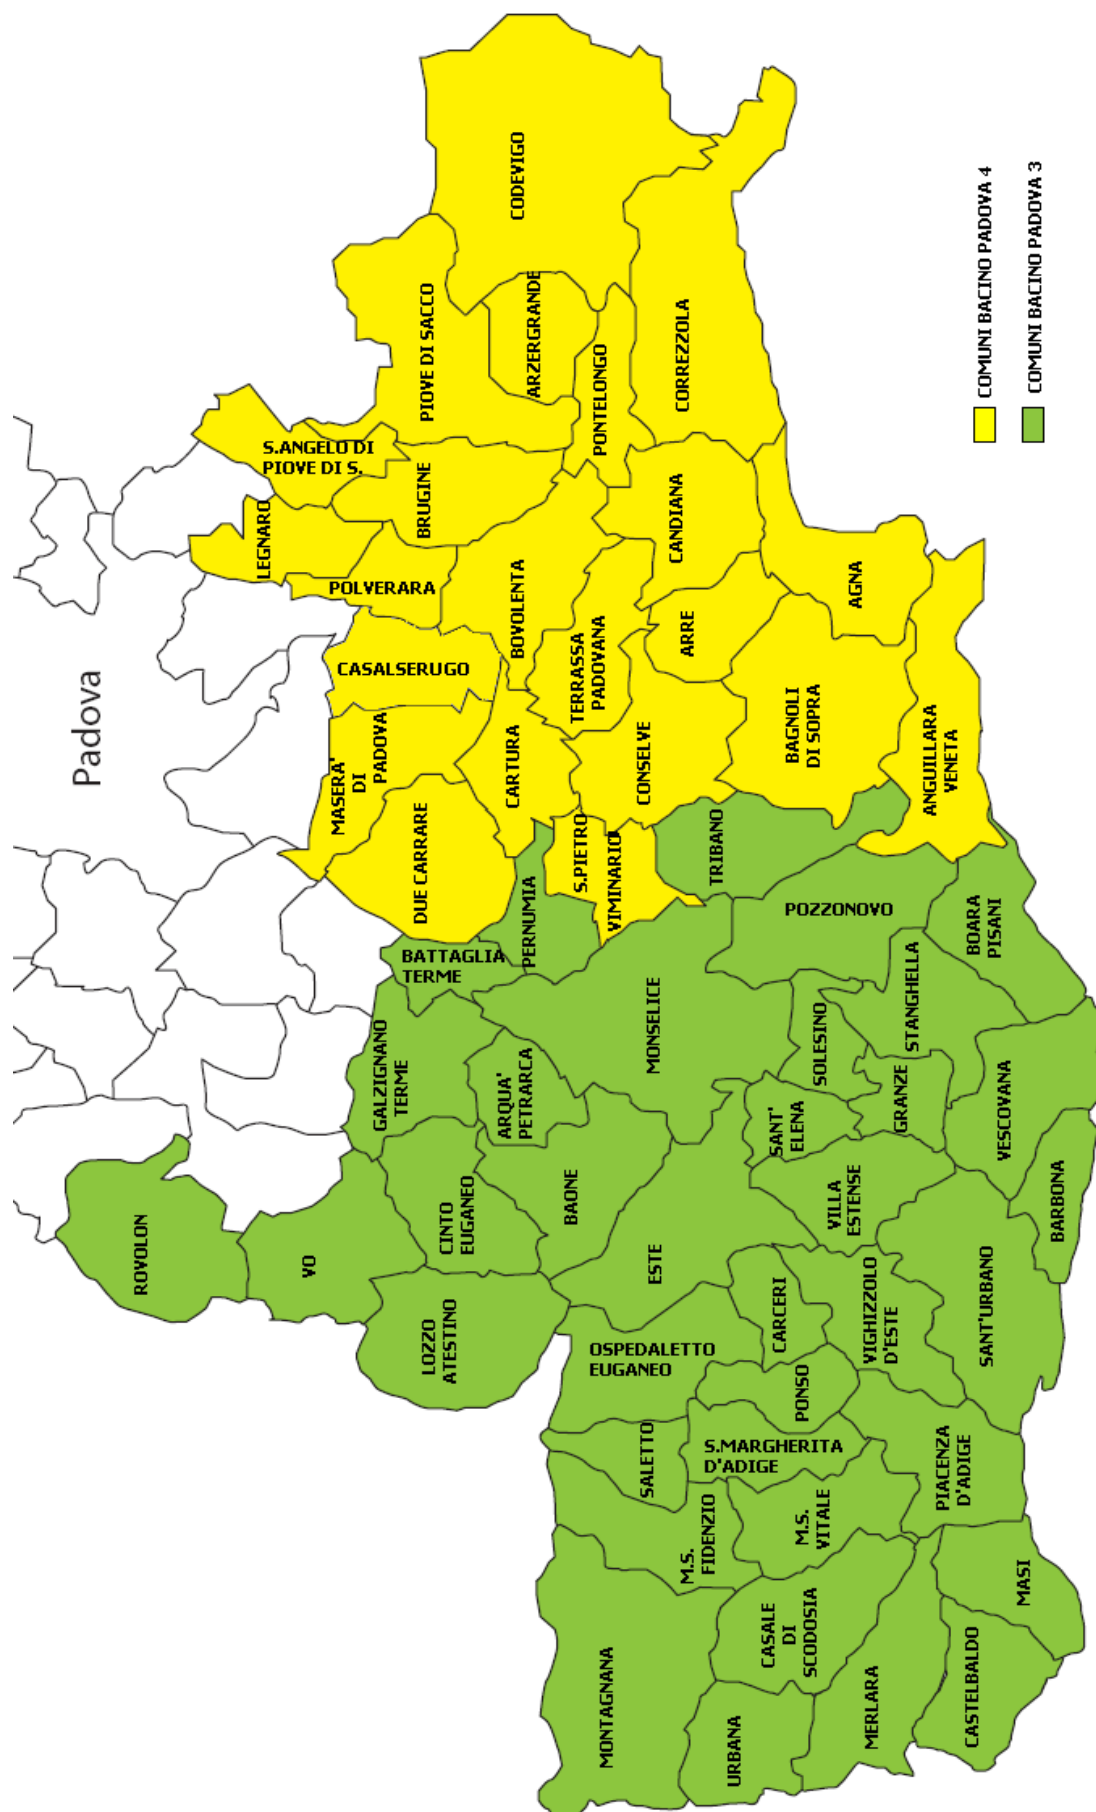 Padova
CODEVIGO
PIOVE DI SACCO
ARZERGRANDE
PONTELONGO
CORREZZOLA
S.ANGELO DI
PIOVE DI S.
BRUGINE
LEGNARO
POLVERARA
BOVOLENTA
CANDIANA
AGNA
ARRE
TERRASSA
PADOVANA
CASALSERUGO
MASERA'
DI
PADOVA
CARTURA
CONSELVE
BAGNOLI
DI SOPRA
ANGUILLARA
VENETA
DUE CARRARE
S.PIETRO
VIMINARIO
TRIBANO
PERNUMIA
BATTAGLIA
TERME
POZZONOVO
BOARA
PISANI
STANGHELLA
SOLESINO
MONSELICE
GALZIGNANO
TERME
ARQUA'
PETRARCA
GRANZE
VESCOVANA
SANT'
ELENA
VILLA
ESTENSE
BARBONA
BAONE
CINTO
EUGANEO
ROVOLON
VO
ESTE
LOZZO
ATESTINO
CARCERI
VIGHIZZOLO
D'ESTE
SANT'URBANO
OSPEDALETTO
EUGANEO
PONSO
SALETTO
S.MARGHERITA
D'ADIGE
PIACENZA
D'ADIGE
M.S.
FIDENZIO
M.S.
VITALE
MASI
CASALE
DI
SCODOSIA
MONTAGNANA
URBANA
MERLARA
CASTELBALDO
COMUNI BACINO PADOVA 4
COMUNI BACINO PADOVA 3